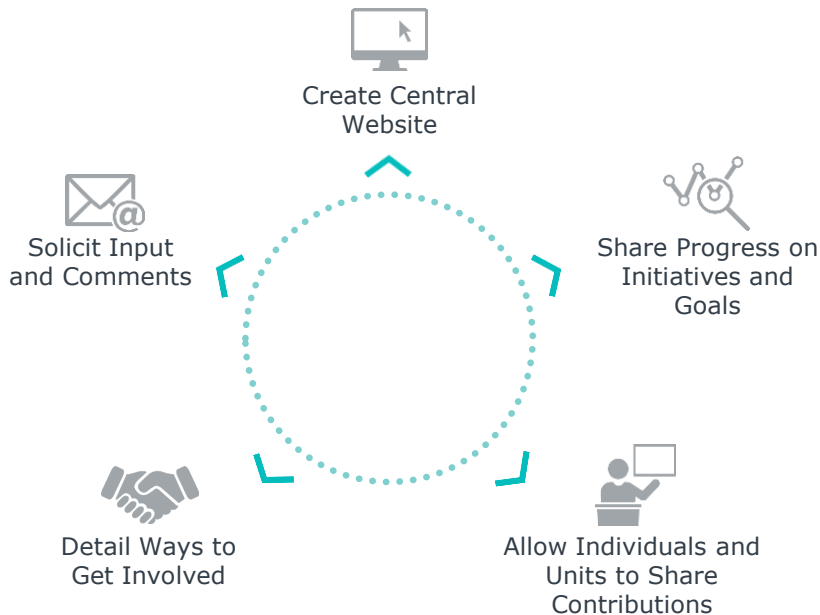 Create Central
Website
Solicit Input
and Comments
Share Progress on
Initiatives and
Goals
Detail Ways to
Get Involved
Allow Individuals and
Units to Share
Contributions